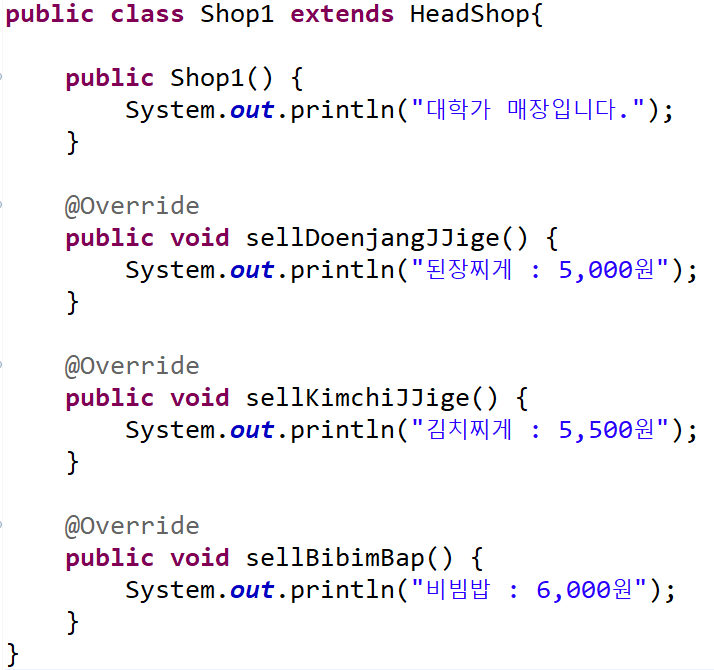 public class Shop1 extends HeadShop{
public Shop1() {
System.out.println("대학가 매장입니다.");
}
@Override
public void sellDoenjangJJige() {
System.out.println("된장찌게 : 5,000원");
}
@Override
public void sellKimchiJJige() {
System.out.println("김치찌게 : 5,500원");
}
@Override
public void sellBibimBap() {
System.out.println("비빔밥 : 6,000원");
}
}